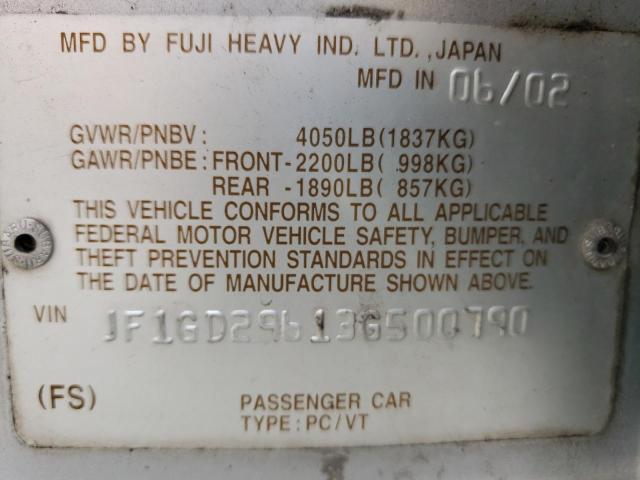 MFD BY FUJI HEAVY IND. LTD., JAPAN
MFD IN 06/02
GVWR/PNBV: 4050LB(1837KG)
GAWR/PNBE: FRONT-2200LB( 998KG)
REAR -1890LB( 857KG)
THIS VEHICLE CONFORMS TO ALL APPLICABLE
FEDERAL MOTOR VEHICLE SAFETY, BUMPER, AND
THEFT PREVENTION STANDARDS IN EFFECT ON
THE DATE OF MANUFACTURE SHOWN ABOVE.
VIN JF1GD29613G500790
(FS) PASSENGER CAR
TYPE: PC/VT